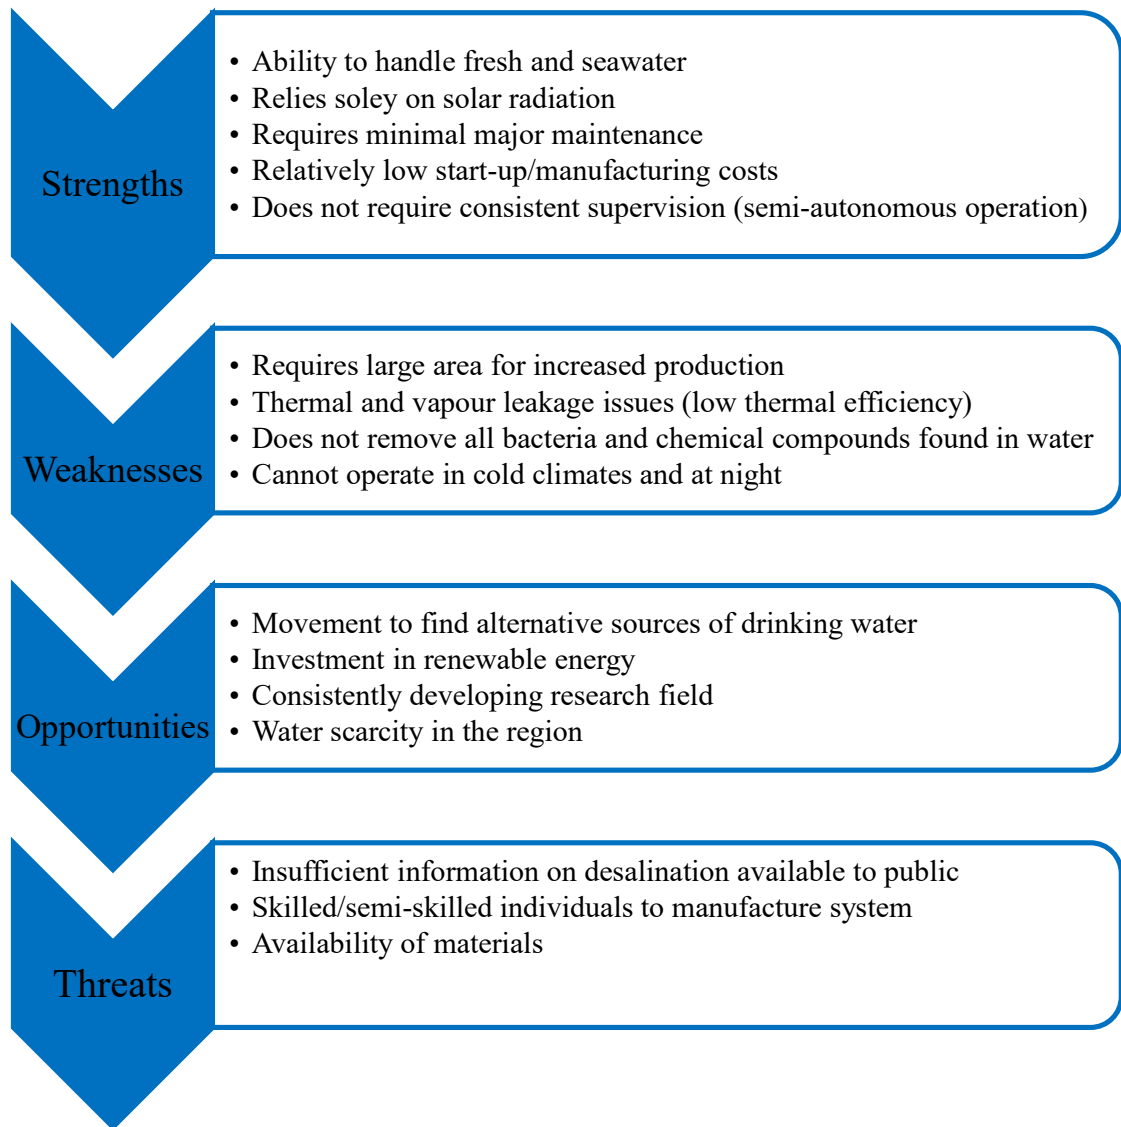 Strengths
• Ability to handle fresh and seawater
• Relies soley on solar radiation
• Requires minimal major maintenance
• Relatively low start-up/manufacturing costs
• Does not require consistent supervision (semi-autonomous operation)
Weaknesses
• Requires large area for increased production
• Thermal and vapour leakage issues (low thermal efficiency)
• Does not remove all bacteria and chemical compounds found in water
• Cannot operate in cold climates and at night
Opportunities
• Movement to find alternative sources of drinking water
• Investment in renewable energy
• Consistently developing research field
• Water scarcity in the region
Threats
• Insufficient information on desalination available to public
• Skilled/semi-skilled individuals to manufacture system
• Availability of materials